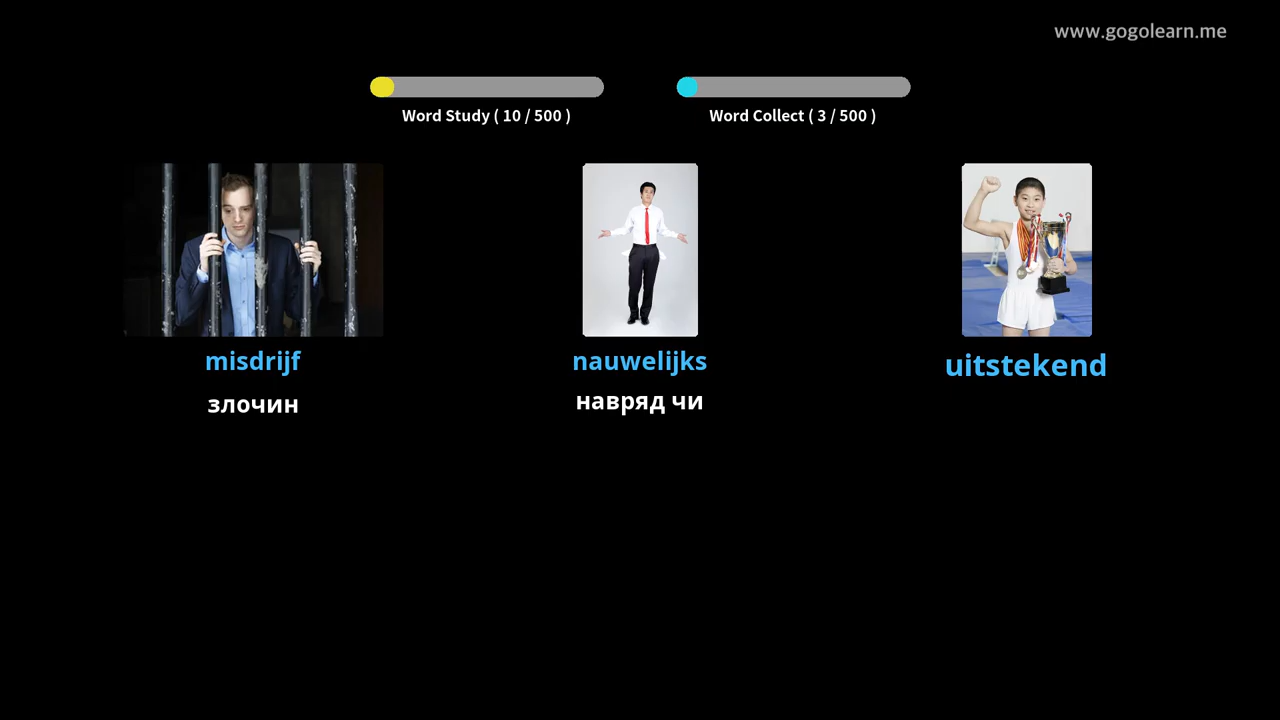 www.gogolearn.me
Word Study ( 10 / 500 )
Word Collect ( 3 / 500 )
misdrijf
nauwelijks
uitstekend
злочин
навряд чи